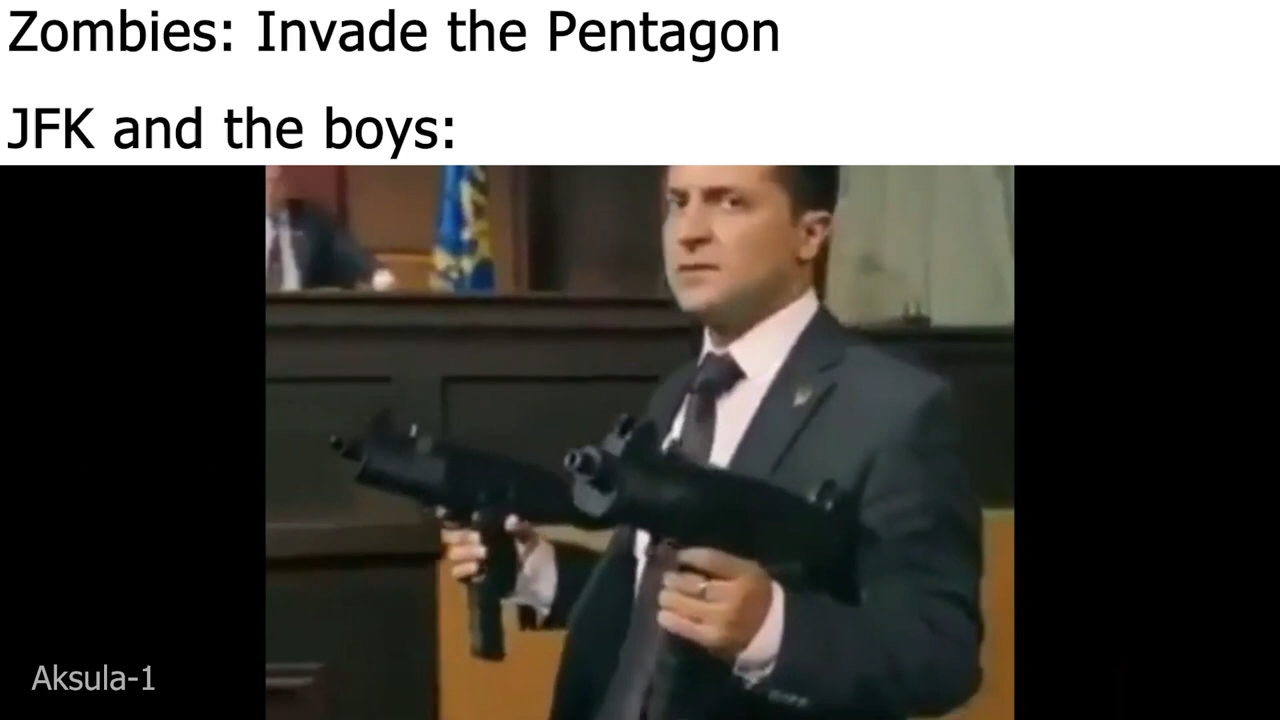 Zombies: Invade the Pentagon
JFK and the boys:
Aksula-1